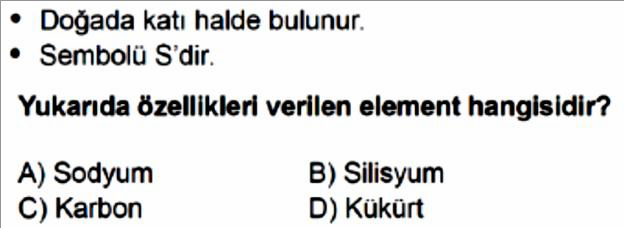 • Doğada katı halde bulunur.
• Sembolü S'dir.
Yukarıda özellikleri verilen element hangisidir?
A) Sodyum B) Silisyum
C) Karbon D) Kükürt